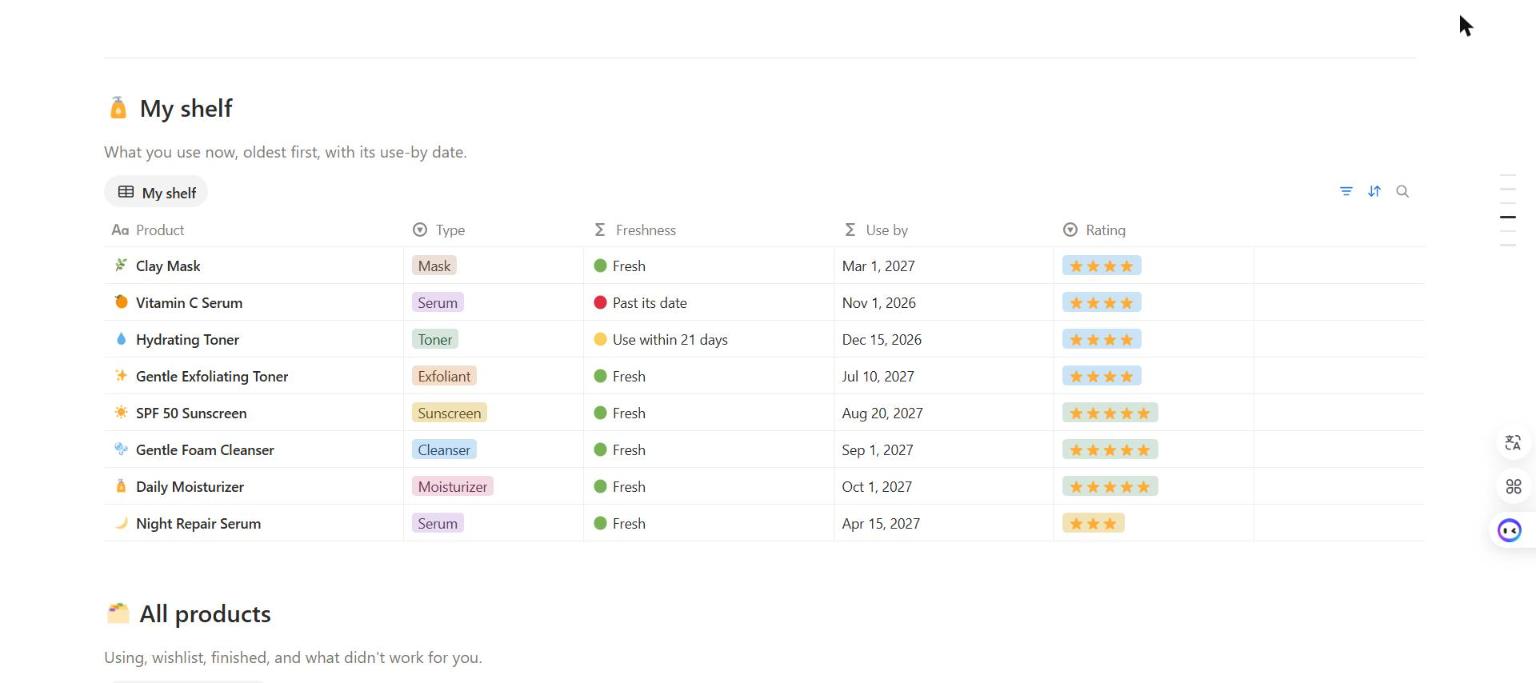 My shelf
What you use now, oldest first, with its use-by date.
My shelf
Aa Product Type Σ Freshness Σ Use by Rating
Clay Mask Mask Fresh Mar 1, 2027
Vitamin C Serum Serum Past its date Nov 1, 2026
Hydrating Toner Toner Use within 21 days Dec 15, 2026
Gentle Exfoliating Toner Exfoliant Fresh Jul 10, 2027
SPF 50 Sunscreen Sunscreen Fresh Aug 20, 2027
Gentle Foam Cleanser Cleanser Fresh Sep 1, 2027
Daily Moisturizer Moisturizer Fresh Oct 1, 2027
Night Repair Serum Serum Fresh Apr 15, 2027
All products
Using, wishlist, finished, and what didn't work for you.